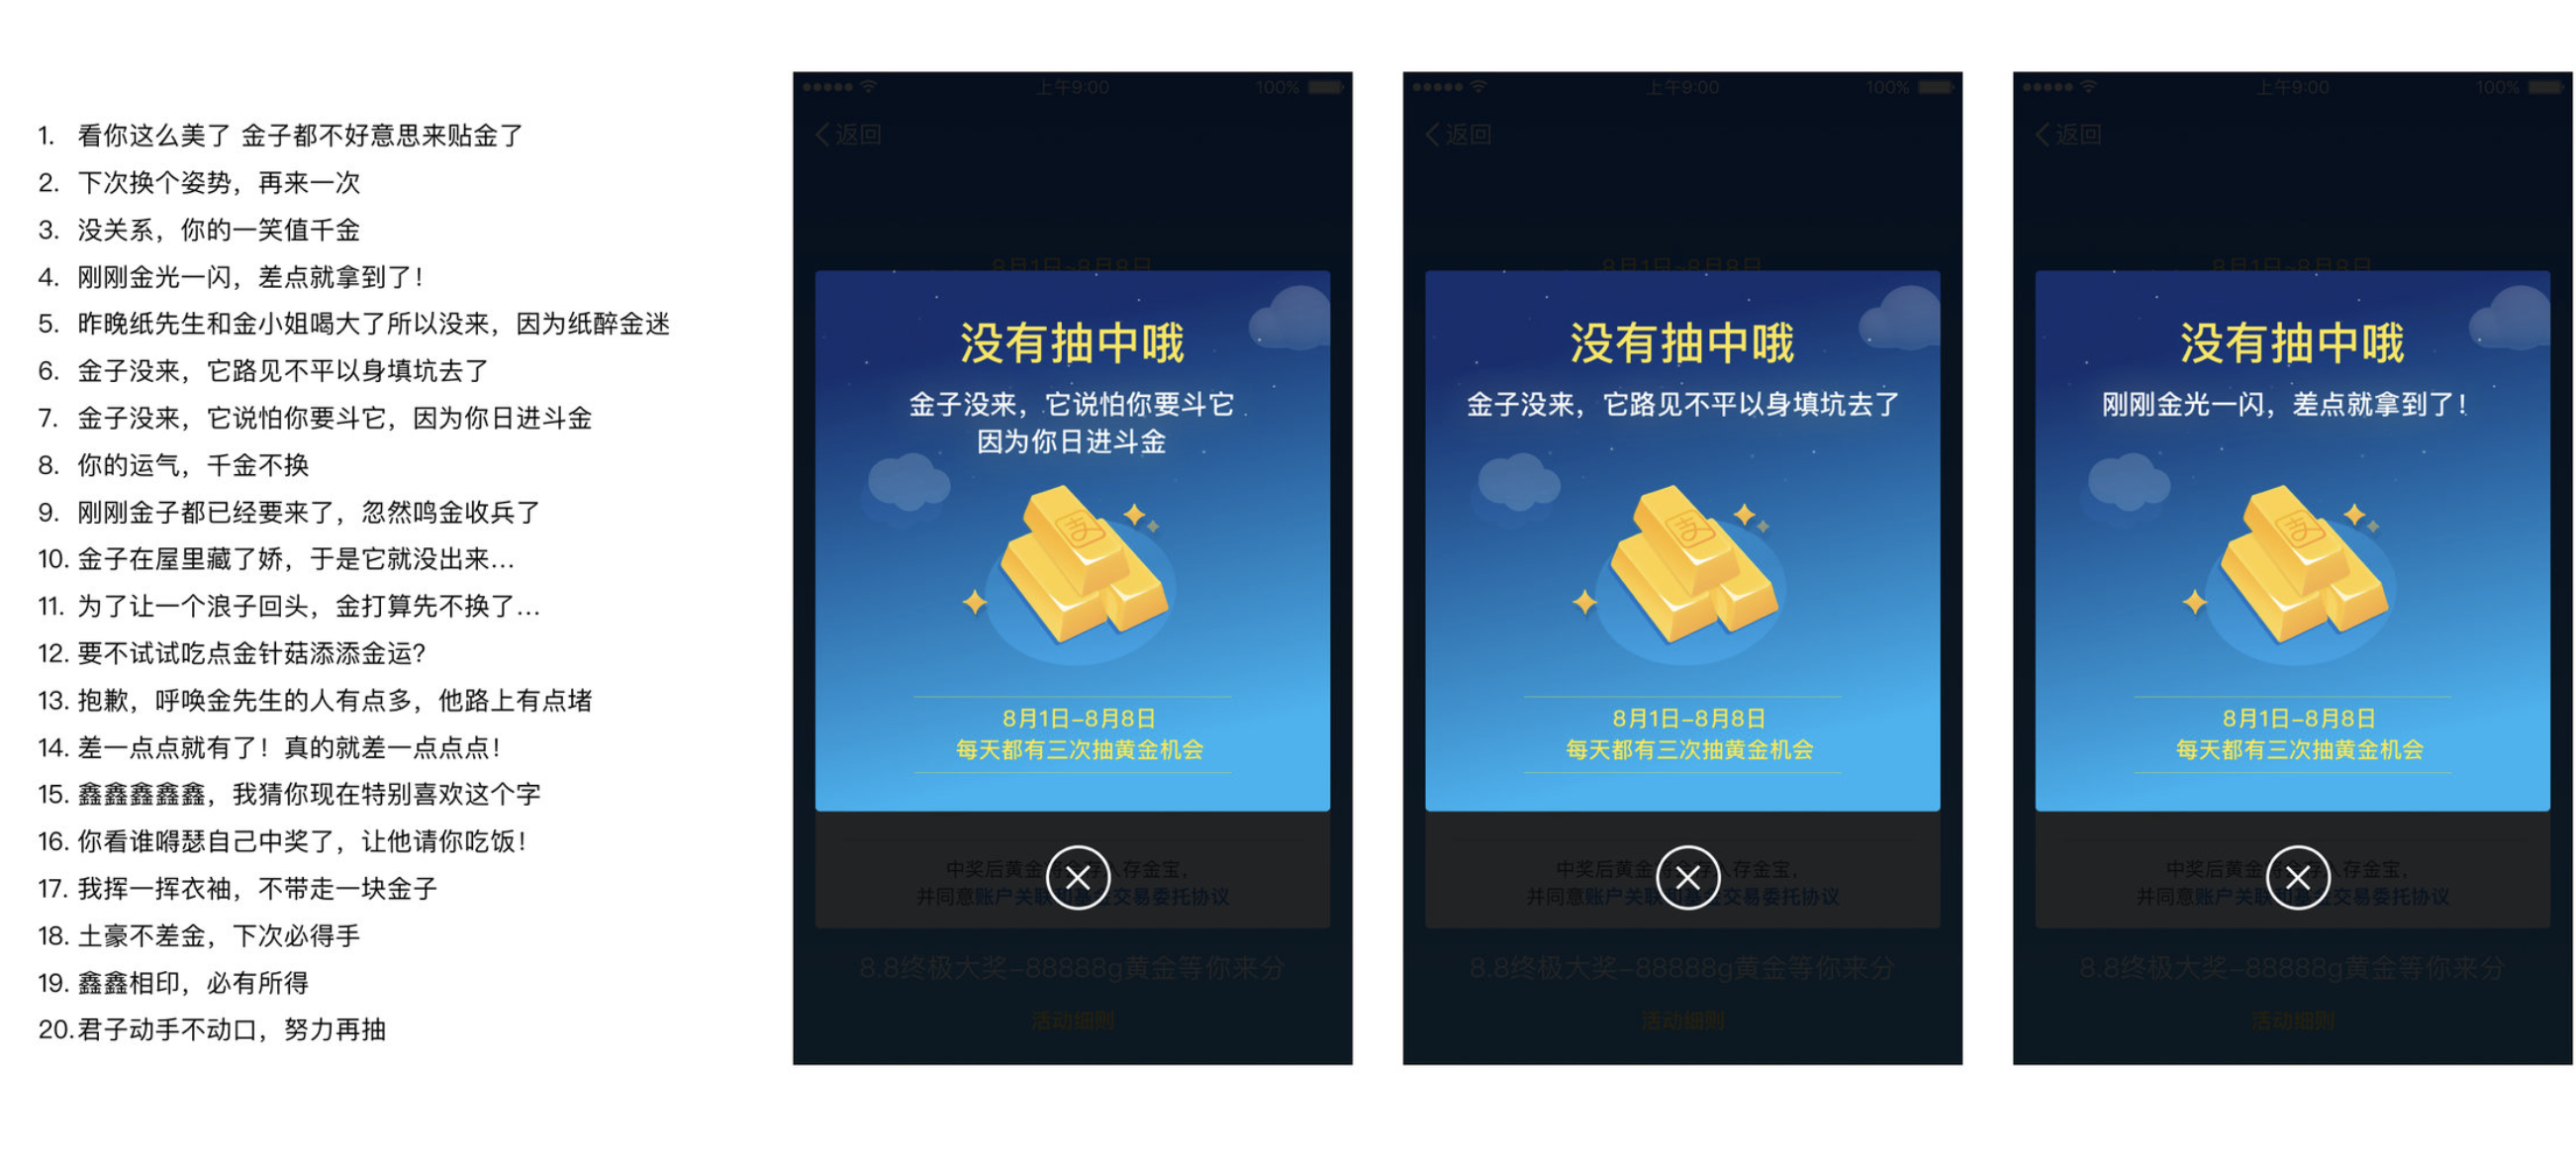 1. 看你这么美了 金子都不好意思来贴金了
2. 下次换个姿势，再来一次
3. 没关系，你的一笑值千金
4. 刚刚金光一闪，差点就拿到了！
5. 昨晚纸先生和金小姐喝大了所以没来，因为纸醉金迷
6. 金子没来，它路见不平以身填坑去了
7. 金子没来，它说怕你要斗它，因为你日进斗金
8. 你的运气，千金不换
9. 刚刚金子都已经要来了，忽然鸣金收兵了
10. 金子在屋里藏了娇，于是它就没出来…
11. 为了让一个浪子回头，金打算先不换了…
12. 要不试试吃点金针菇添添金运？
13. 抱歉，呼唤金先生的人有点多，他路上有点堵
14. 差一点点就有了！真的就差一点点点！
15. 鑫鑫鑫鑫鑫，我猜你现在特别喜欢这个字
16. 你看谁嘚瑟自己中奖了，让他请你吃饭！
17. 我挥一挥衣袖，不带走一块金子
18. 土豪不差金，下次必得手
19. 鑫鑫相印，必有所得
20. 君子动手不动口，努力再抽
上午9:00 100%
返回
8月1日~8月8日
没有抽中哦
金子没来，它说怕你要斗它
因为你日进斗金
支
8月1日–8月8日
每天都有三次抽黄金机会
中奖后黄金将会存入存金宝，
并同意账户关联和基金交易委托协议
8.8终极大奖–88888g黄金等你来分
活动细则
上午9:00 100%
返回
8月1日~8月8日
没有抽中哦
金子没来，它路见不平以身填坑去了
支
8月1日–8月8日
每天都有三次抽黄金机会
中奖后黄金将会存入存金宝，
并同意账户关联和基金交易委托协议
8.8终极大奖–88888g黄金等你来分
活动细则
上午9:00 100%
返回
8月1日~8月8日
没有抽中哦
刚刚金光一闪，差点就拿到了！
支
8月1日–8月8日
每天都有三次抽黄金机会
中奖后黄金将会存入存金宝，
并同意账户关联和基金交易委托协议
8.8终极大奖–88888g黄金等你来分
活动细则